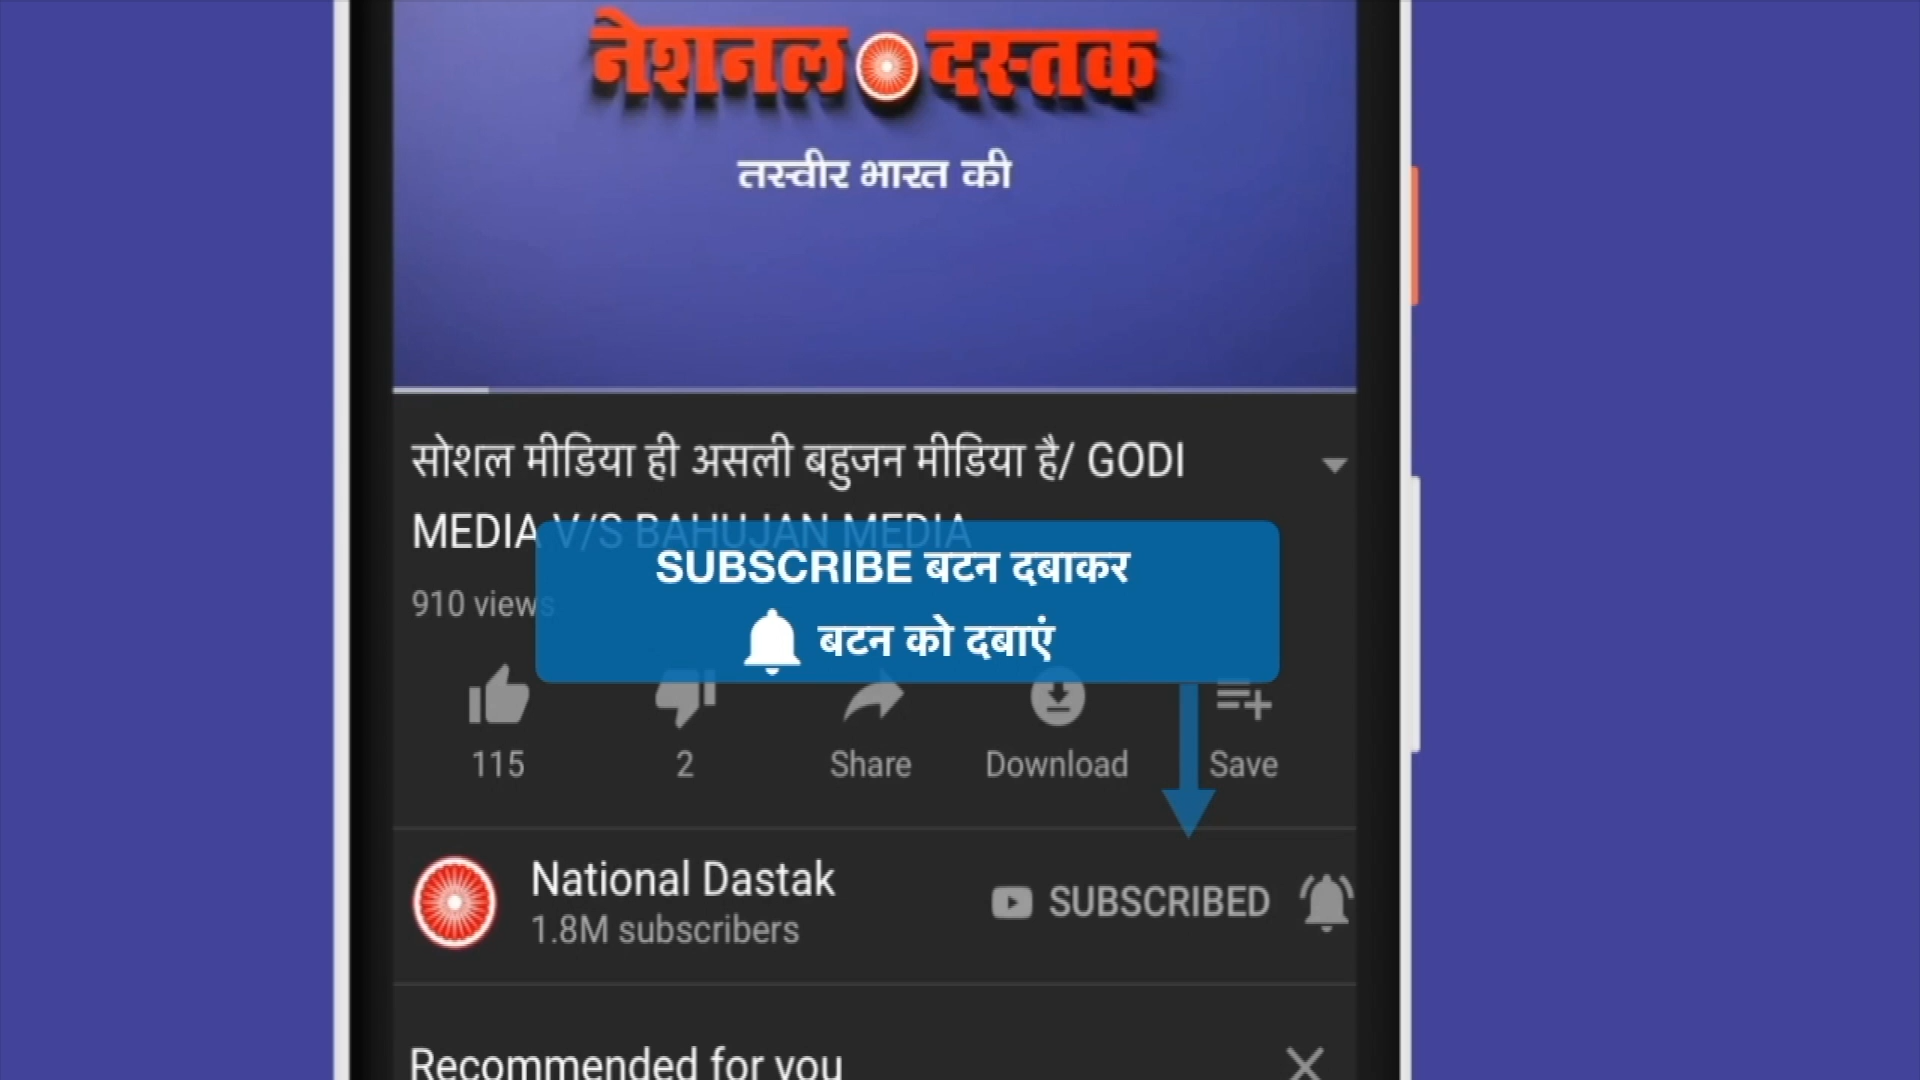 नेशनल दस्तक
तस्वीर भारत की
सोशल मीडिया ही असली बहुजन मीडिया है/ GODI
MEDIA V/S BAHUJAN MEDIA
SUBSCRIBE बटन दबाकर
910 views
बटन को दबाएं
115
2
Share
Download
Save
National Dastak
1.8M subscribers
SUBSCRIBED
Recommended for you